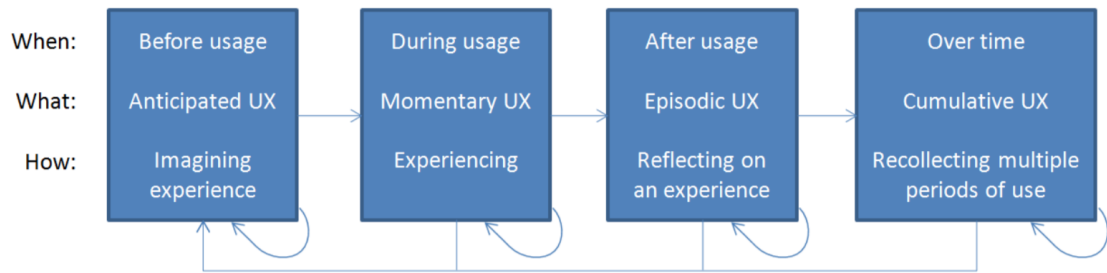 When: Before usage During usage After usage Over time
What: Anticipated UX Momentary UX Episodic UX Cumulative UX
How: Imagining Experiencing Reflecting on Recollecting multiple
experience an experience periods of use